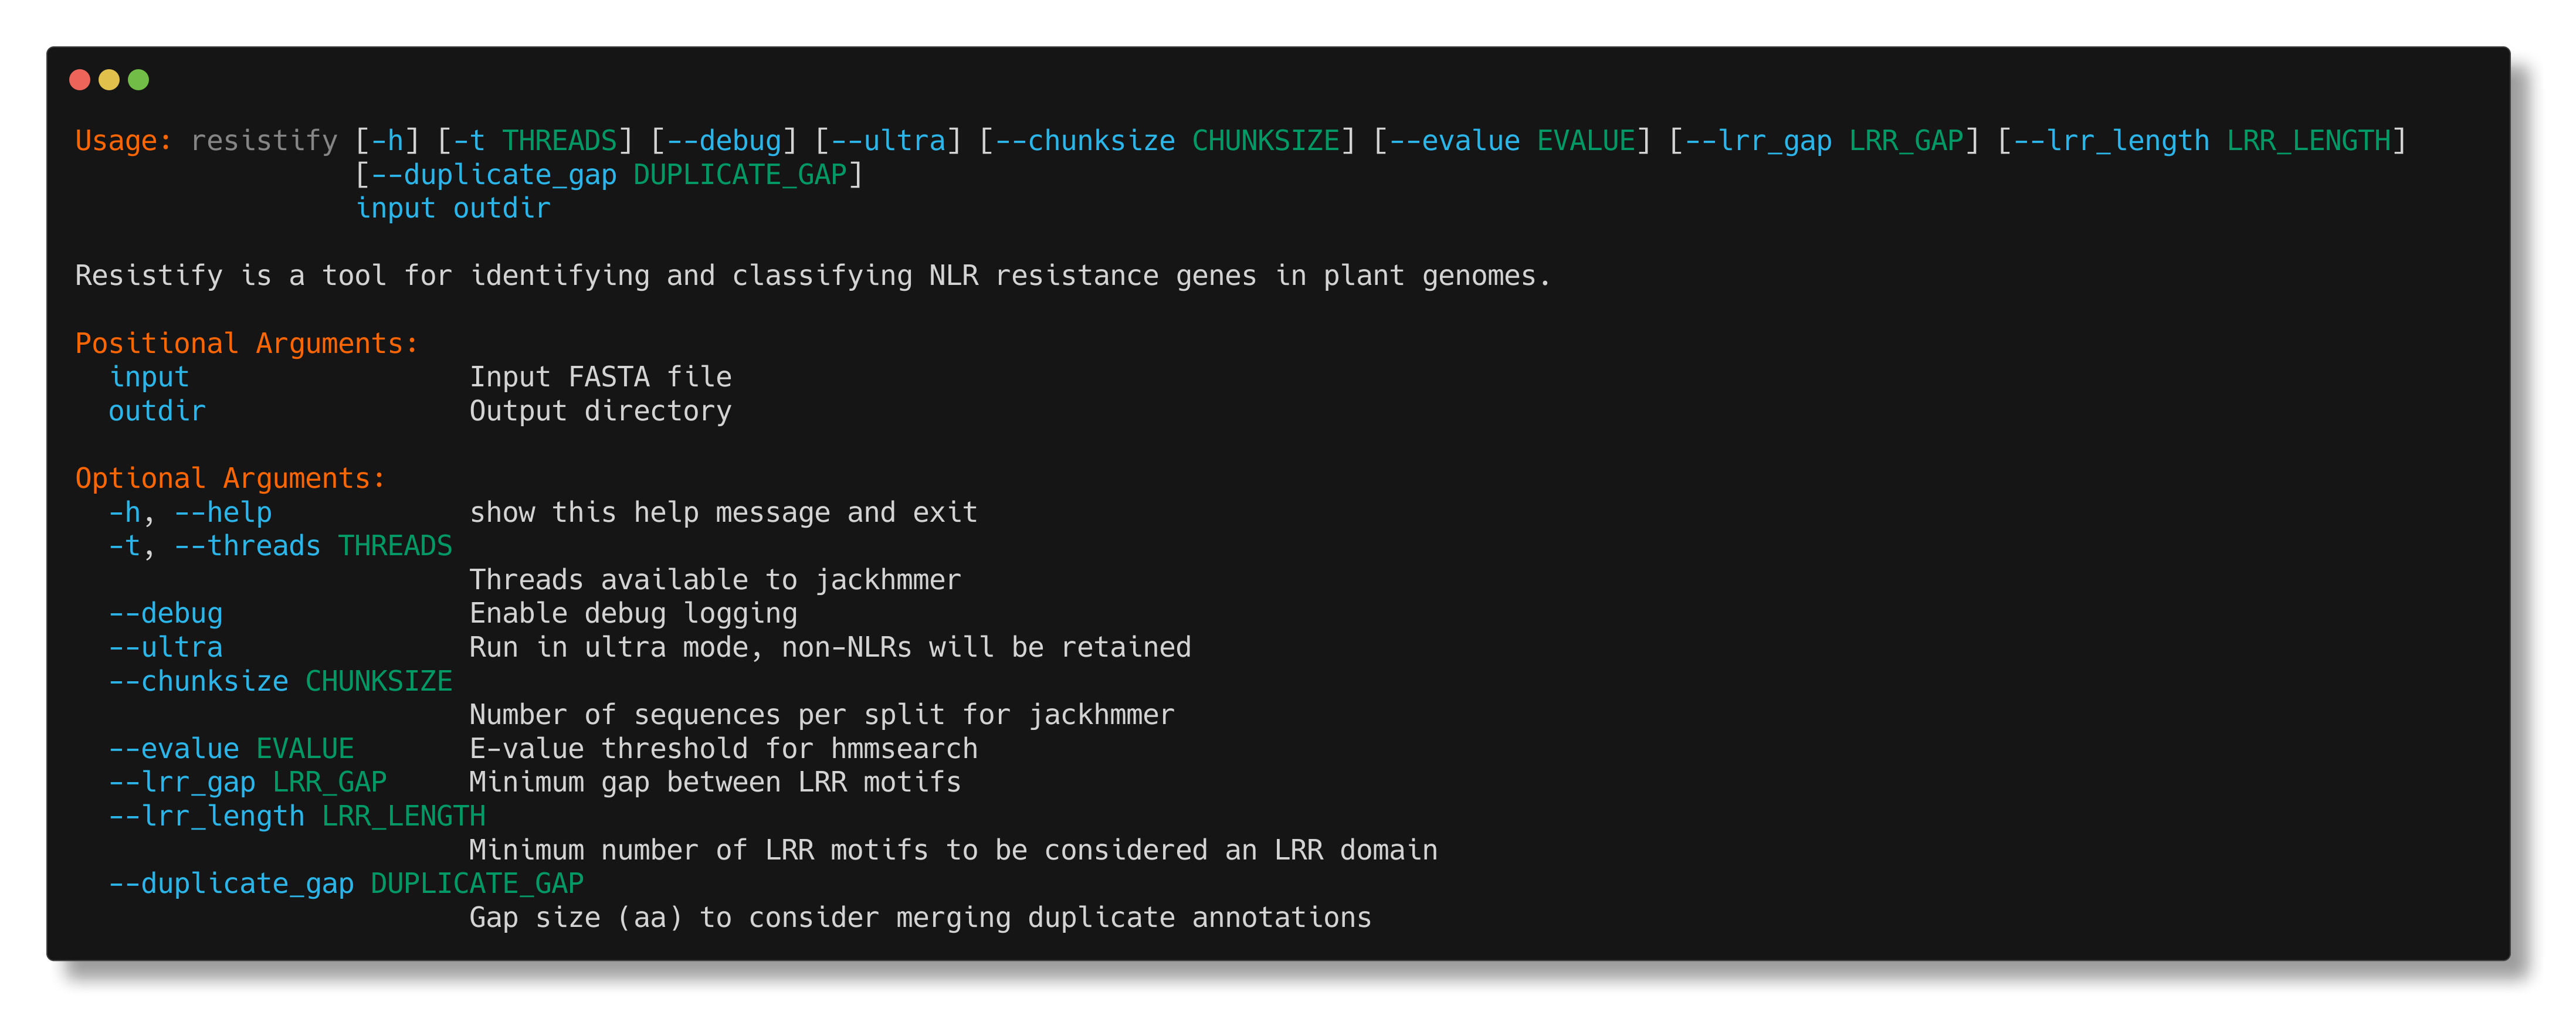 Usage: resistify [-h] [-t THREADS] [--debug] [--ultra] [--chunksize CHUNKSIZE] [--evalue EVALUE] [--lrr_gap LRR_GAP] [--lrr_length LRR_LENGTH]
[--duplicate_gap DUPLICATE_GAP]
input outdir
Resistify is a tool for identifying and classifying NLR resistance genes in plant genomes.
Positional Arguments:
input Input FASTA file
outdir Output directory
Optional Arguments:
-h, --help show this help message and exit
-t, --threads THREADS
Threads available to jackhmmer
--debug Enable debug logging
--ultra Run in ultra mode, non-NLRs will be retained
--chunksize CHUNKSIZE
Number of sequences per split for jackhmmer
--evalue EVALUE E-value threshold for hmmsearch
--lrr_gap LRR_GAP Minimum gap between LRR motifs
--lrr_length LRR_LENGTH
Minimum number of LRR motifs to be considered an LRR domain
--duplicate_gap DUPLICATE_GAP
Gap size (aa) to consider merging duplicate annotations